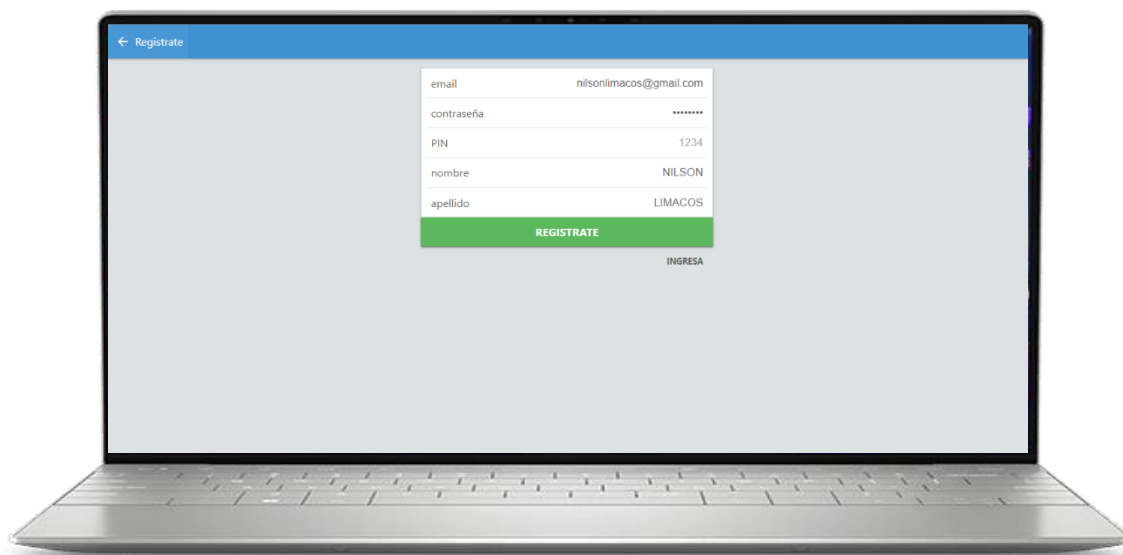 ← Registrate
email nilsonlimacos@gmail.com
contraseña ••••••••
PIN 1234
nombre NILSON
apellido LIMACOS
REGISTRATE
INGRESA